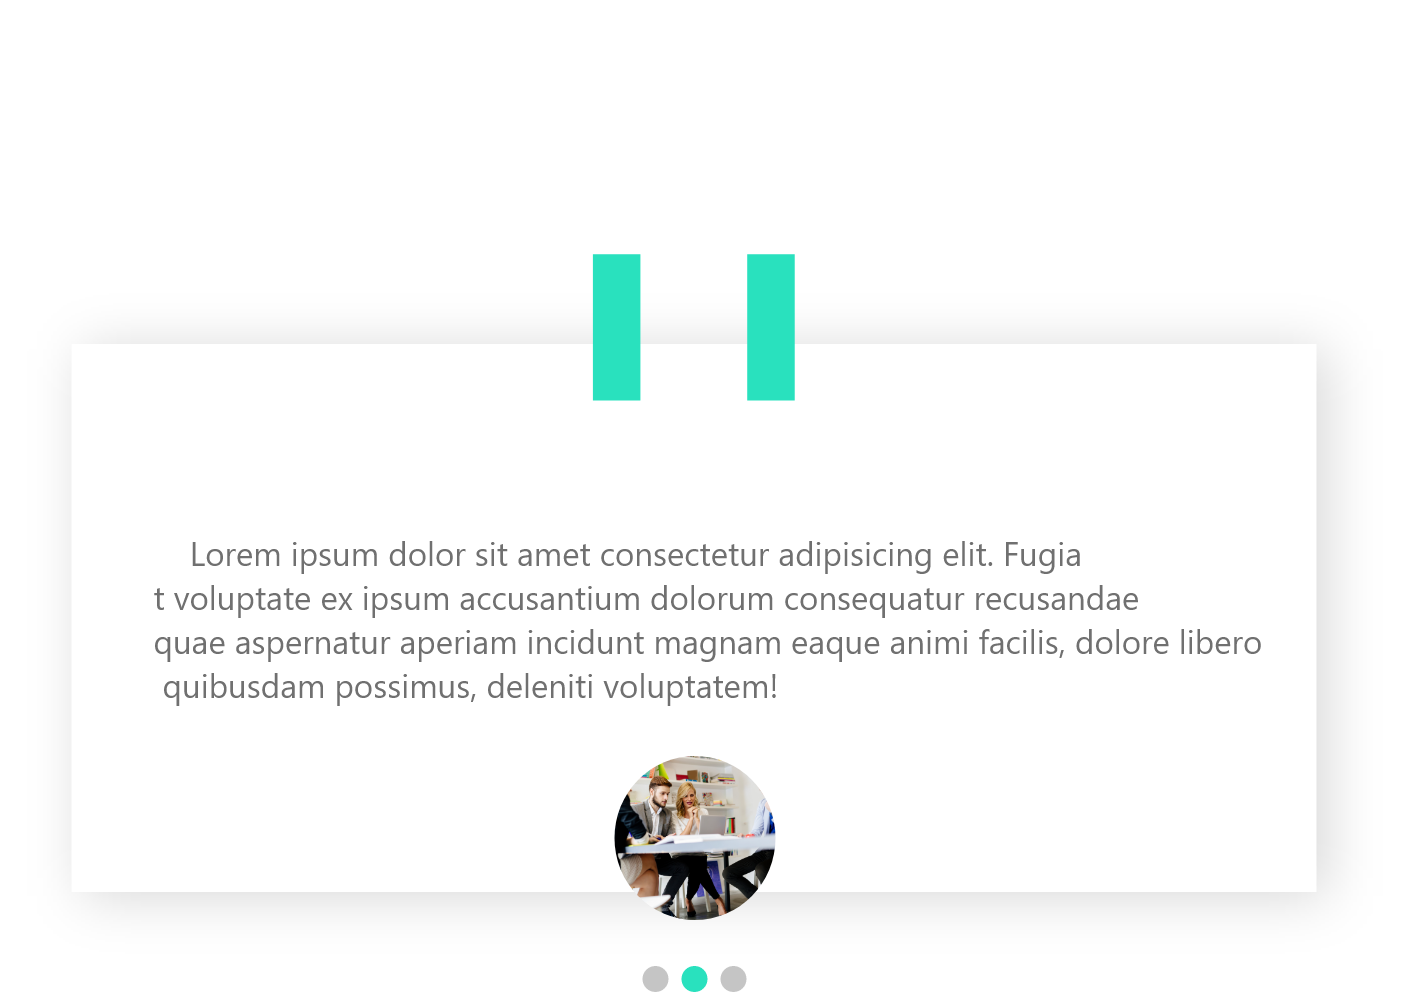 Lorem ipsum dolor sit amet consectetur adipisicing elit. Fugia
t voluptate ex ipsum accusantium dolorum consequatur recusandae
quae aspernatur aperiam incidunt magnam eaque animi facilis, dolore libero
quibusdam possimus, deleniti voluptatem!